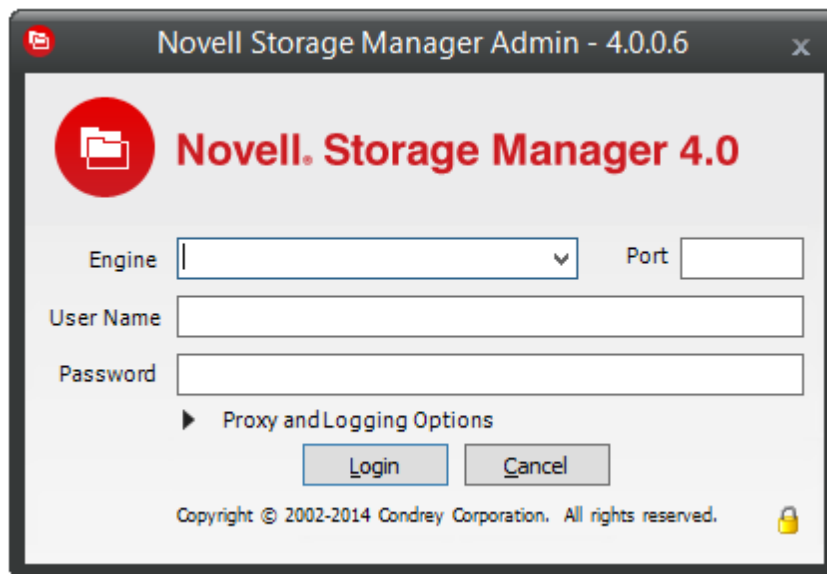 Novell Storage Manager Admin - 4.0.0.6 x
Novell® Storage Manager 4.0
Engine Port
User Name
Password
Proxy and Logging Options
Login Cancel
Copyright © 2002-2014 Condrey Corporation. All rights reserved.